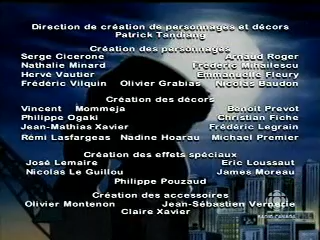 Direction de création de personnages et décors
Patrick Tandiang
Création des personnages
Serge Cicerone Arnaud Roger
Nathalie Minard Frederic Mihailescu
Hervé Vautier Emmanuelle Fleury
Frédéric Vilquin Olivier Grabias Nicolas Baudon
Création des décors
Vincent Mommeja Benoit Prevot
Philippe Ogaki Christian Fiche
Jean-Mathias Xavier Frédéric Legrain
Rémi Lasfargeas Nadine Hoarau Michael Premier
Création des effets spéciaux
José Lemaire Eric Loussaut
Nicolas Le Guillou James Moreau
Philippe Pouzaud
Création des accessoires
Olivier Montenon Jean-Sébastien Vernacle
Claire Xavier